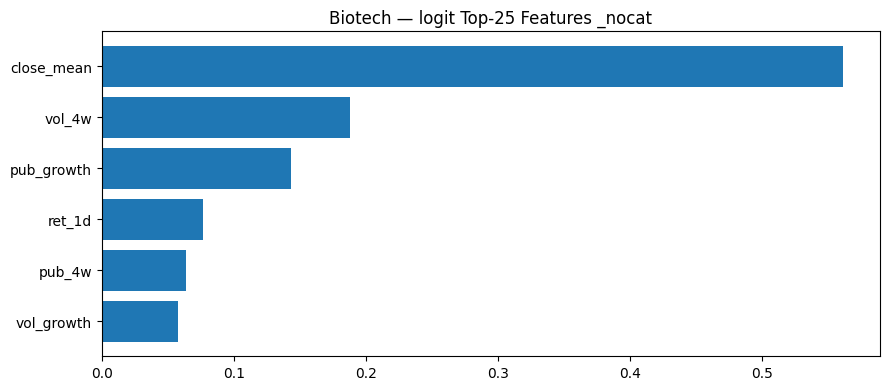 Biotech — logit Top-25 Features _nocat
close_mean
vol_4w
pub_growth
ret_1d
pub_4w
vol_growth
0.0 0.1 0.2 0.3 0.4 0.5